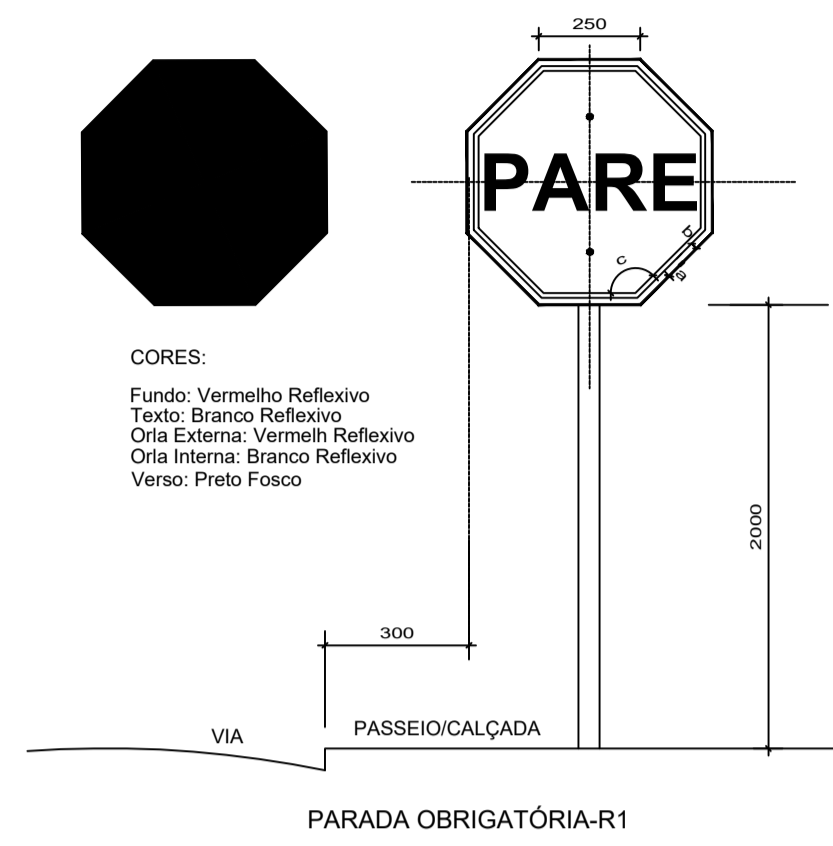 250
PARE
c
b
a
CORES:
Fundo: Vermelho Reflexivo
Texto: Branco Reflexivo
Orla Externa: Vermelh Reflexivo
Orla Interna: Branco Reflexivo
Verso: Preto Fosco
2000
300
VIA
PASSEIO/CALÇADA
PARADA OBRIGATÓRIA-R1